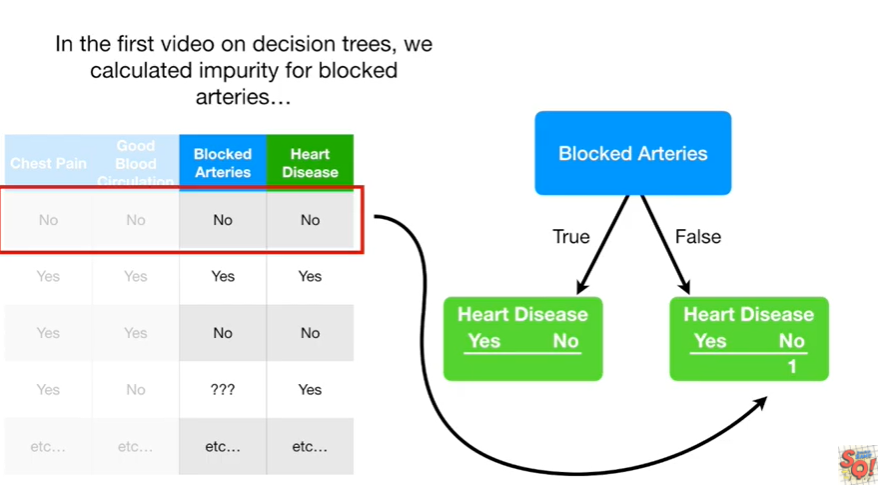 In the first video on decision trees, we
calculated impurity for blocked
arteries…
Chest Pain
Good
Blood
Circulation
Blocked
Arteries
Heart
Disease
No No No No
Yes Yes Yes Yes
Yes Yes No No
Yes No ??? Yes
etc… etc… etc… etc…
Blocked Arteries
True False
Heart Disease
Yes No
Heart Disease
Yes No
1
SQ!